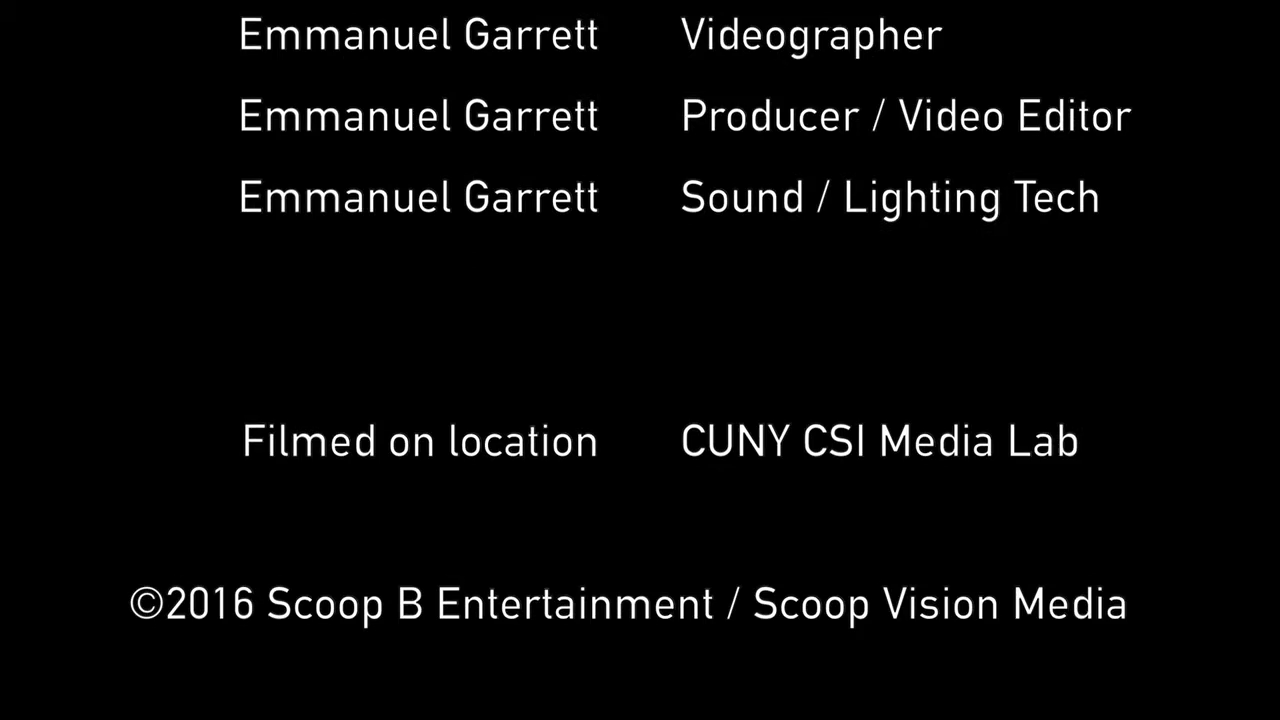 Emmanuel Garrett Videographer
Emmanuel Garrett Producer / Video Editor
Emmanuel Garrett Sound / Lighting Tech
Filmed on location CUNY CSI Media Lab
©2016 Scoop B Entertainment / Scoop Vision Media